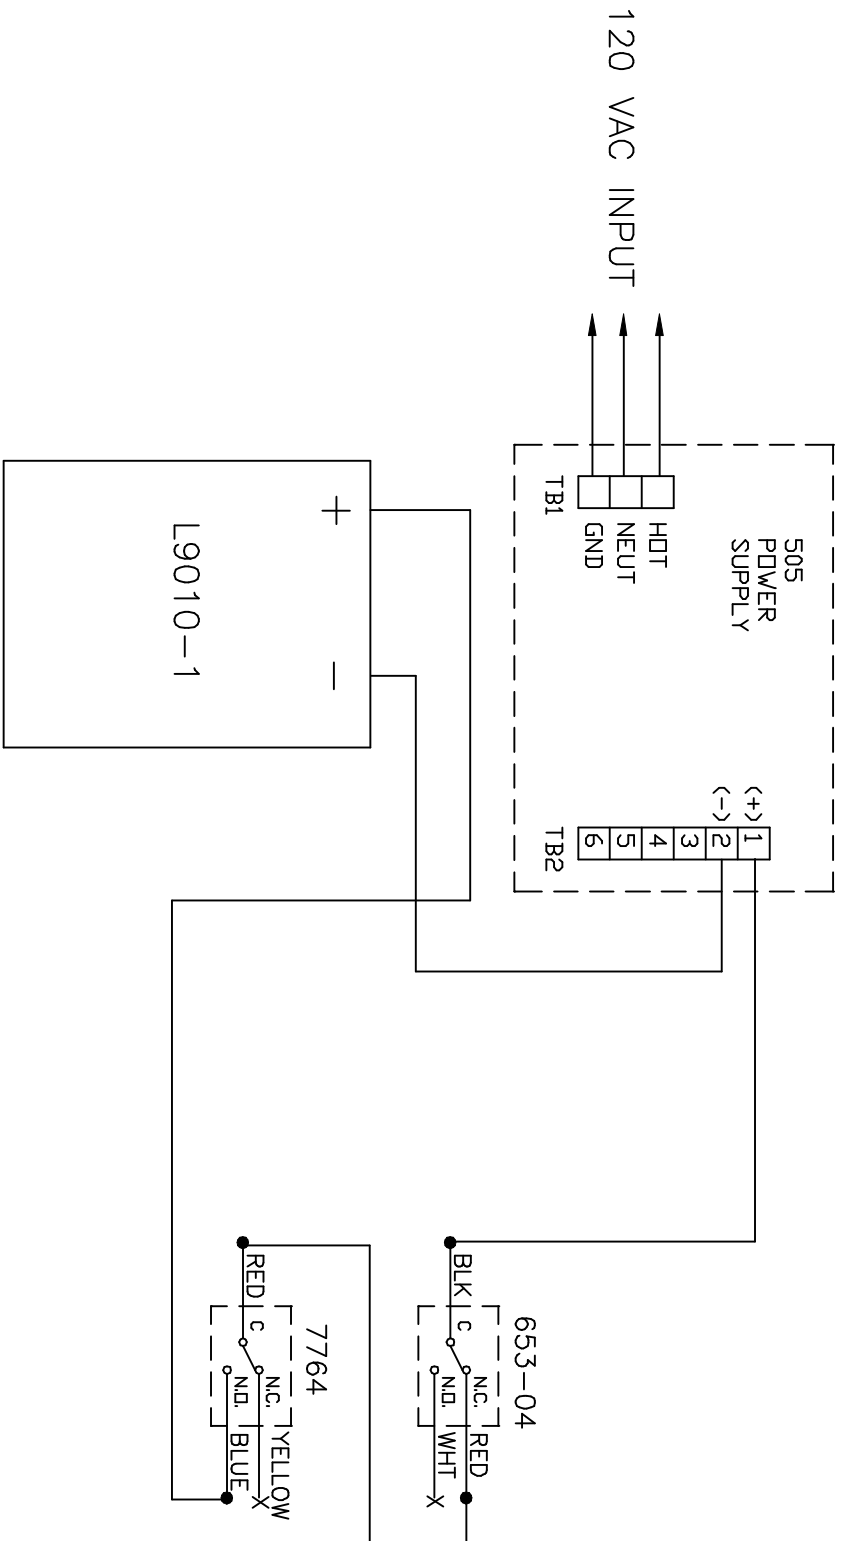 120 VAC INPUT
505
POWER
SUPPLY
HOT
NEUT
GND
TB1
(+)
(-)
1
2
3
4
5
6
TB2
L9010-1
+
-
653-04
BLK
C
N.C.
N.O.
RED
WHT
X
7764
RED
C
N.C.
N.O.
YELLOW
X
BLUE